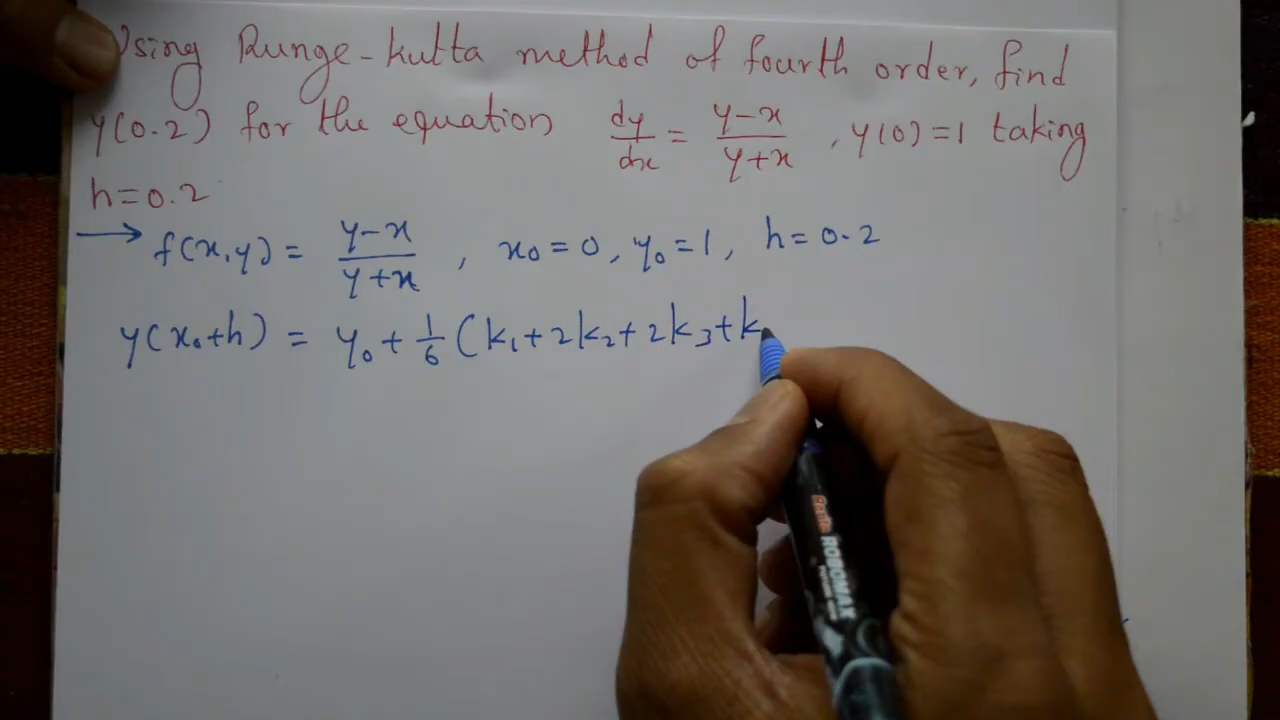 Using Runge-kutta method of fourth order, find
y(0.2) for the equation dy/dx = y-x/y+x , y(0)=1 taking
h=0.2
→ f(x,y) = y-x/y+x , x₀=0, y₀=1, h=0.2
y(x₀+h) = y₀+1/6(k₁+2k₂+2k₃+k
ROBOMAX